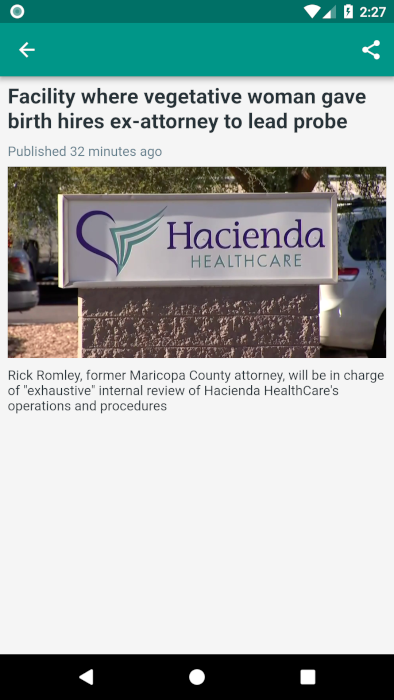 2:27
Facility where vegetative woman gave
birth hires ex-attorney to lead probe
Published 32 minutes ago
Hacienda
HEALTHCARE
Rick Romley, former Maricopa County attorney, will be in charge
of "exhaustive" internal review of Hacienda HealthCare's
operations and procedures